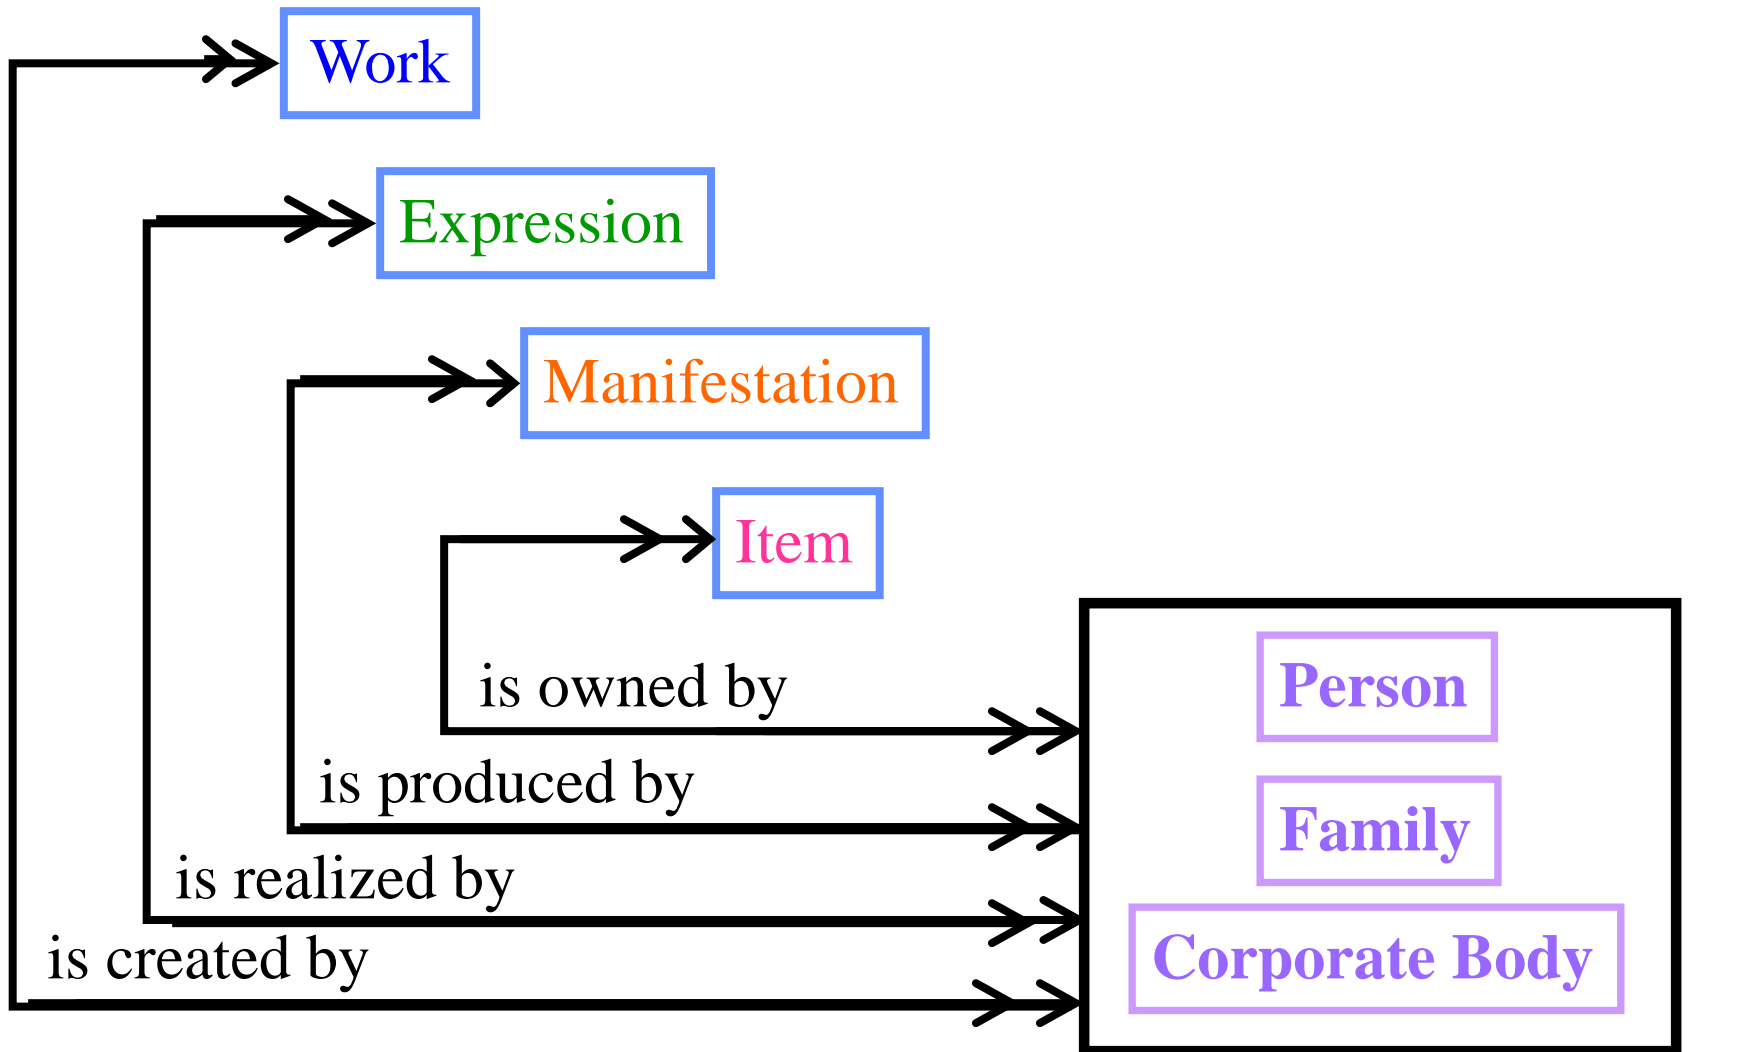 Work
Expression
Manifestation
Item
is owned by
Person
is produced by
Family
is realized by
is created by
Corporate Body